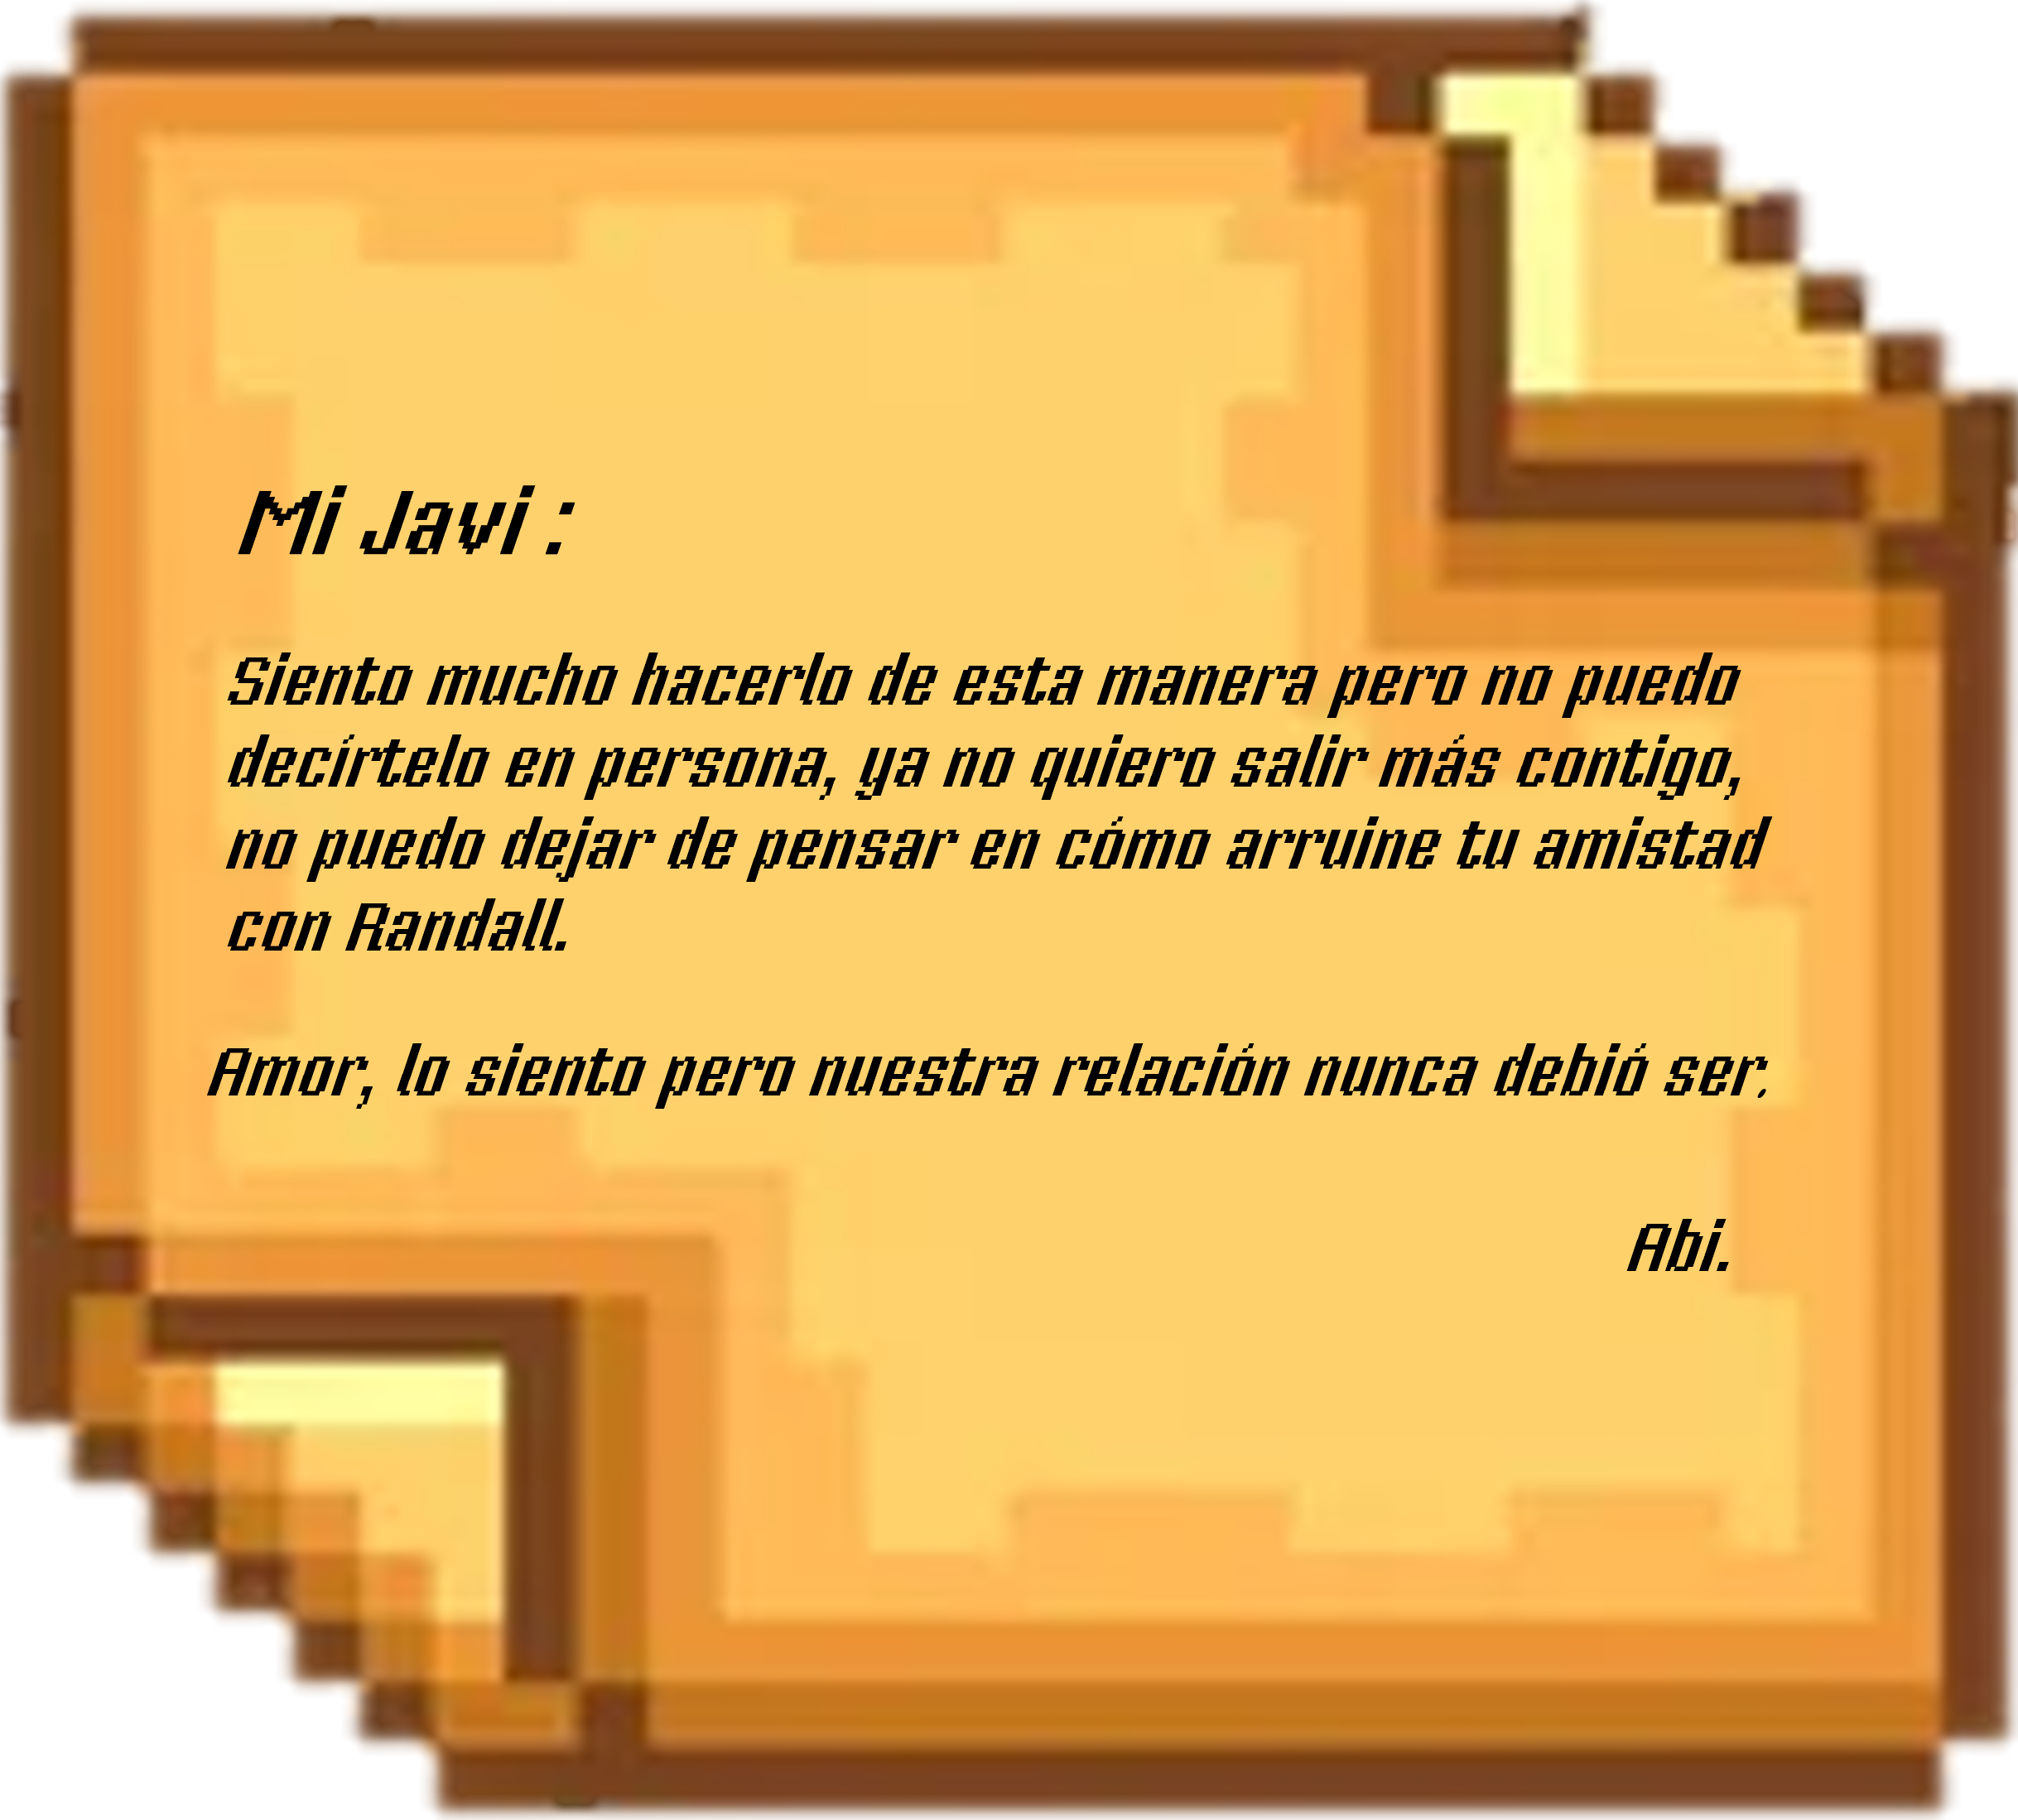 Mi Javi :
Siento mucho hacerlo de esta manera pero no puedo
decírtelo en persona, ya no quiero salir más contigo,
no puedo dejar de pensar en cómo arruine tu amistad
con Randall.
Amor, lo siento pero nuestra relación nunca debió ser.
Abi.